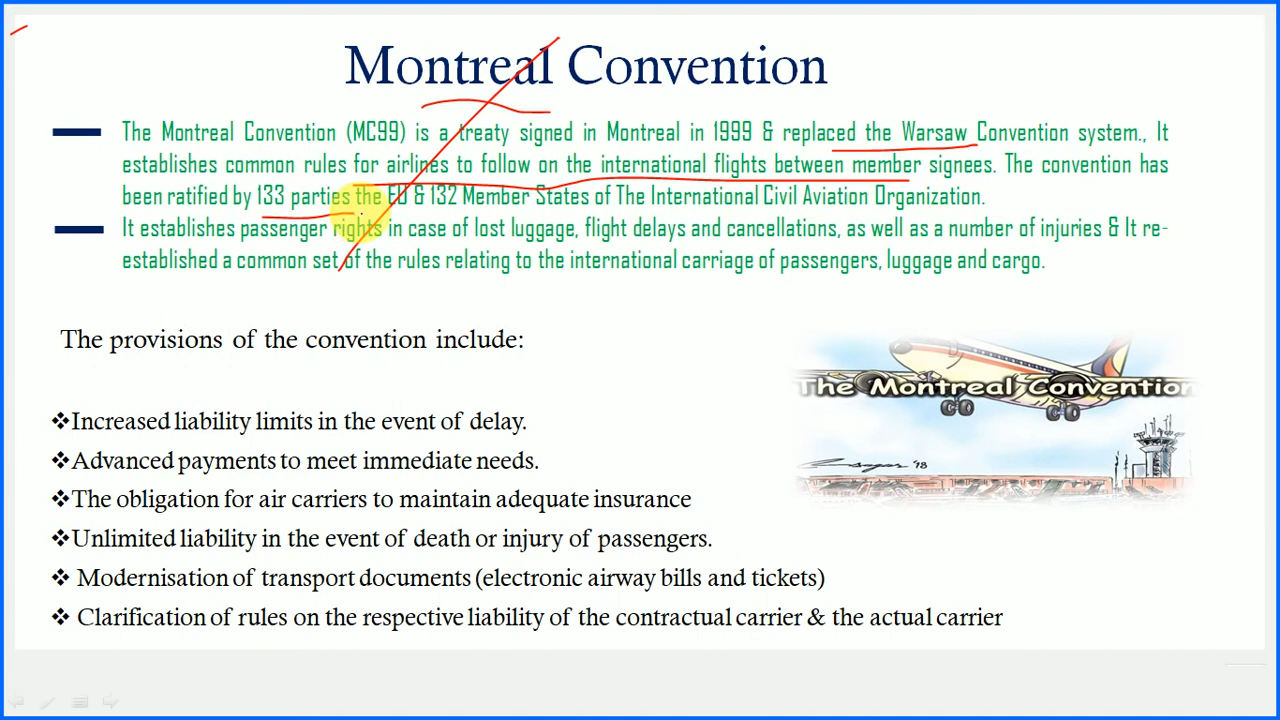 Montreal Convention
The Montreal Convention (MC99) is a treaty signed in Montreal in 1999 & replaced the Warsaw Convention system., It
establishes common rules for airlines to follow on the international flights between member signees. The convention has
been ratified by 133 parties the EU & 132 Member States of The International Civil Aviation Organization.
It establishes passenger rights in case of lost luggage, flight delays and cancellations, as well as a number of injuries & It re-
established a common set of the rules relating to the international carriage of passengers, luggage and cargo.
The provisions of the convention include:
The Montreal Convention
'98
❖Increased liability limits in the event of delay.
❖Advanced payments to meet immediate needs.
❖The obligation for air carriers to maintain adequate insurance
❖Unlimited liability in the event of death or injury of passengers.
❖ Modernisation of transport documents (electronic airway bills and tickets)
❖ Clarification of rules on the respective liability of the contractual carrier & the actual carrier